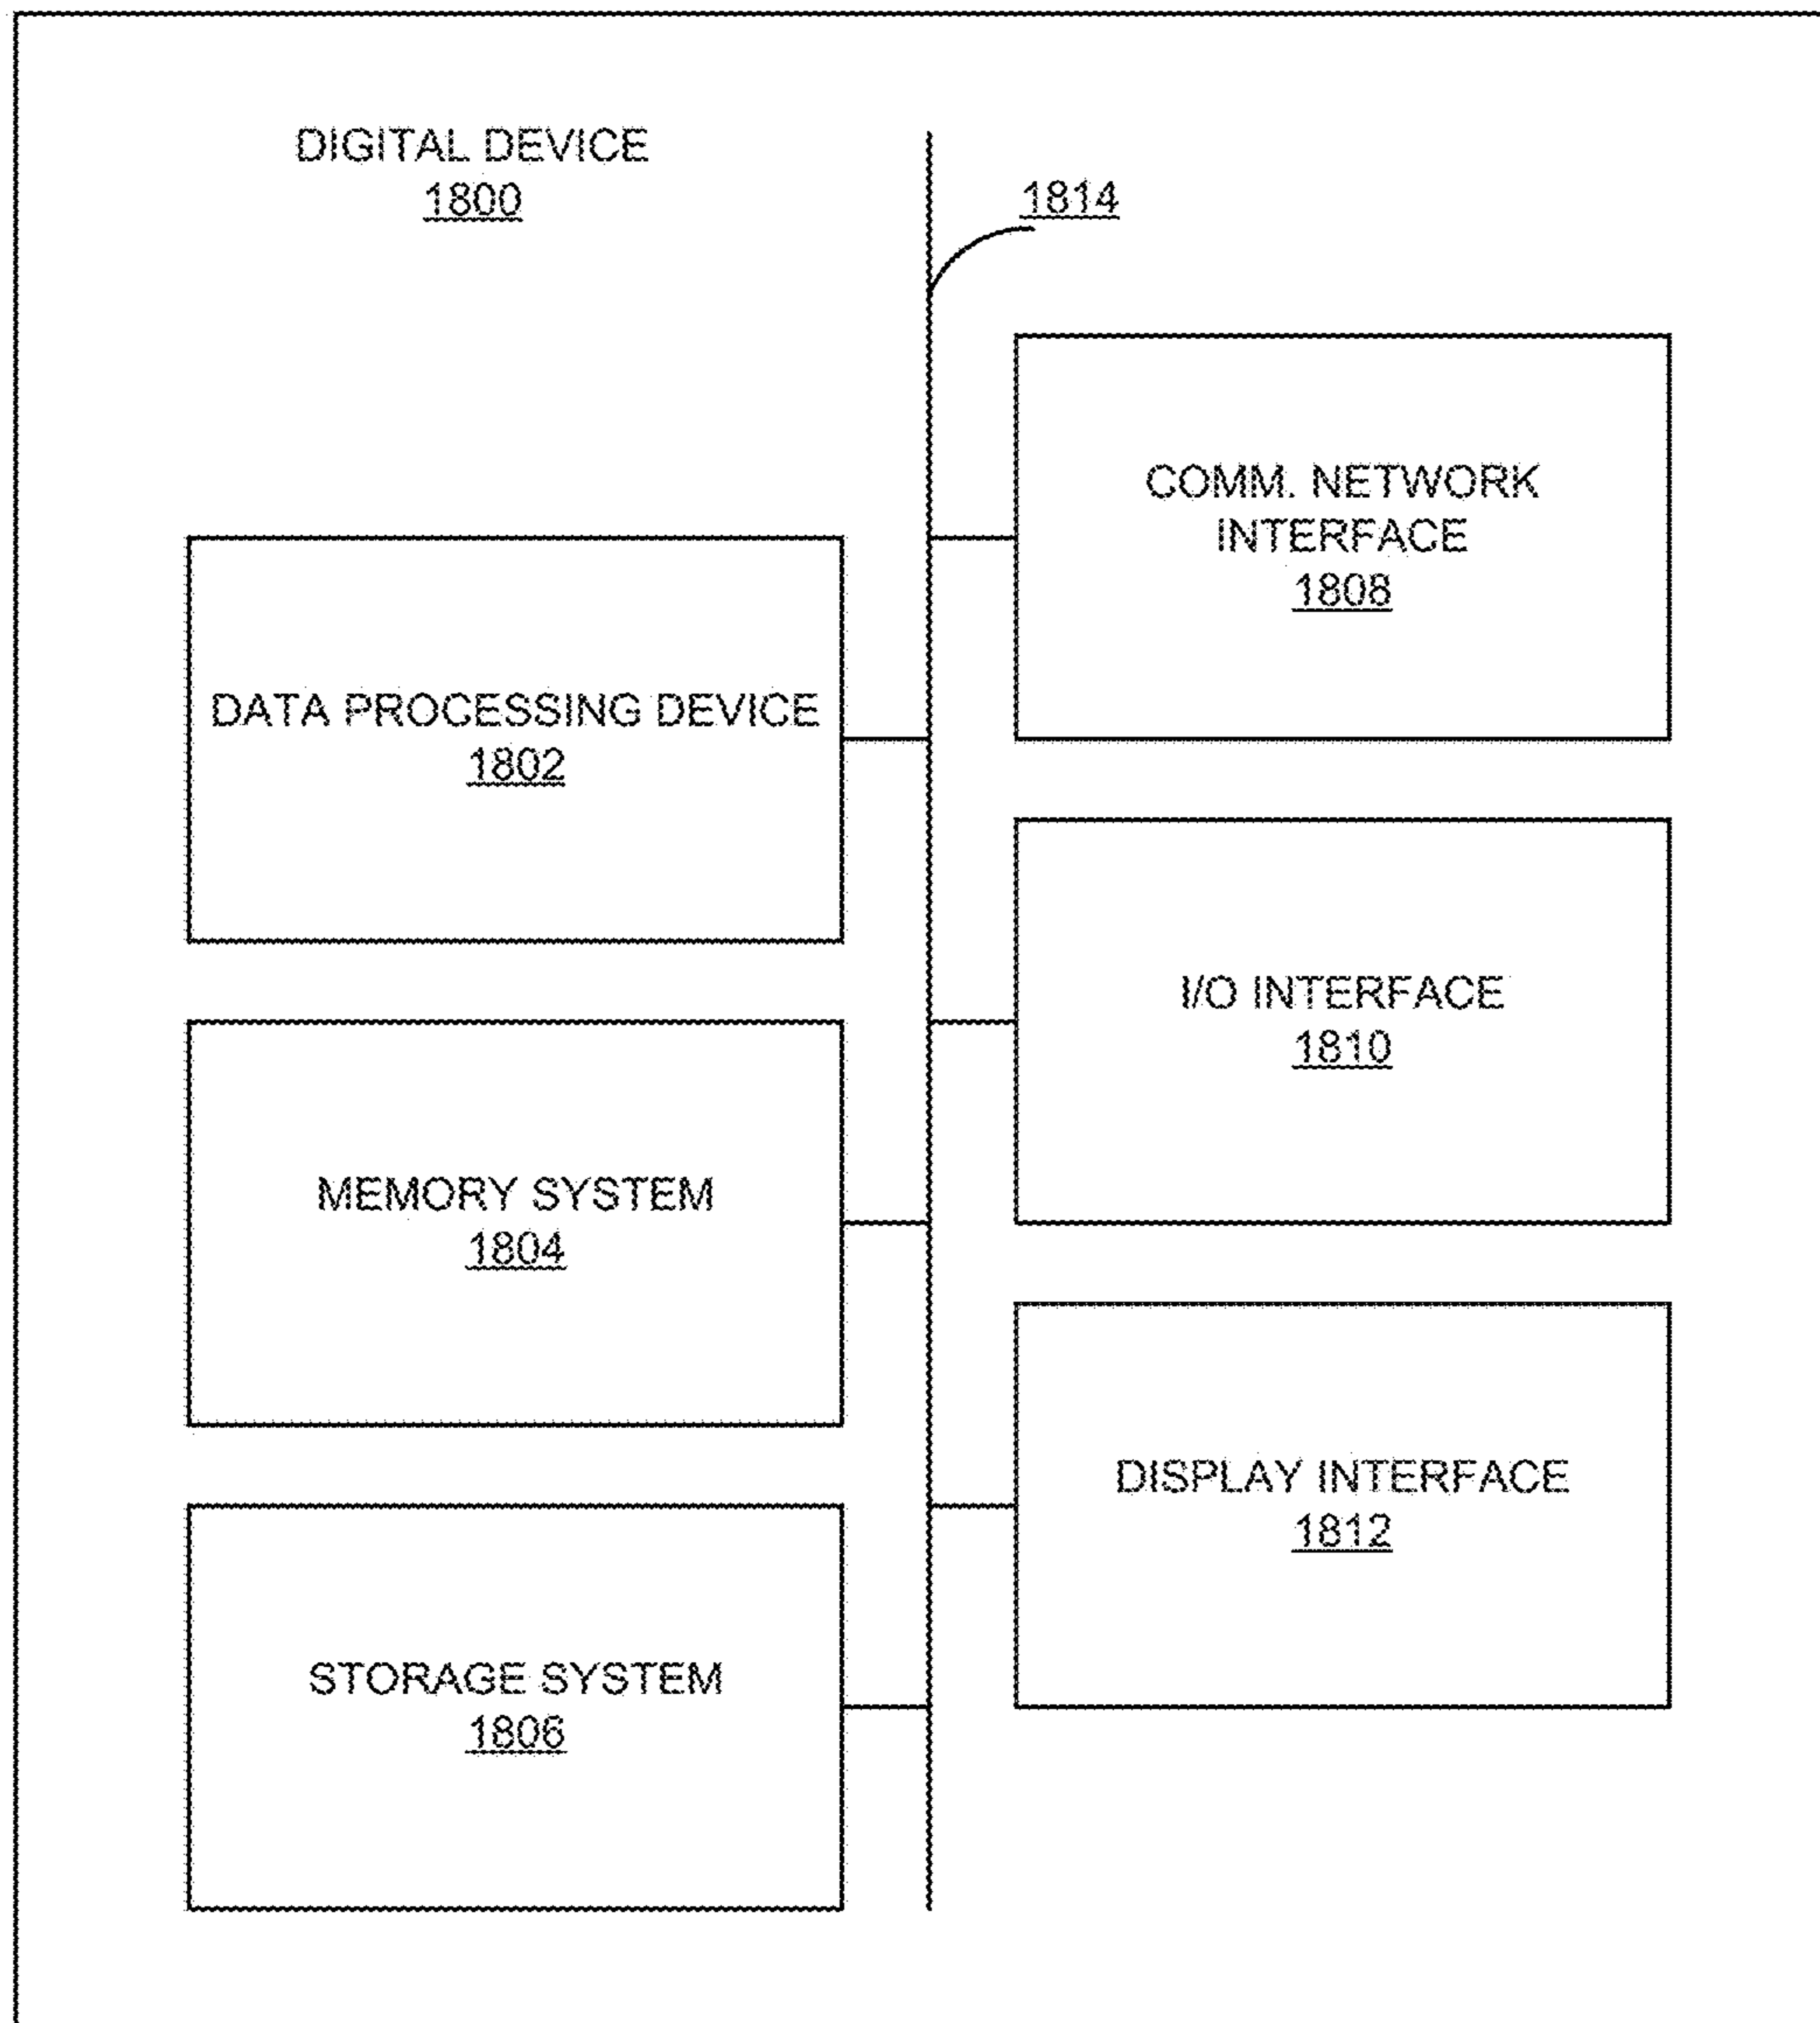 DIGITAL DEVICE
1800
1814
COMM. NETWORK
INTERFACE
1808
DATA PROCESSING DEVICE
1802
I/O INTERFACE
1810
MEMORY SYSTEM
1804
DISPLAY INTERFACE
1812
STORAGE SYSTEM
1806